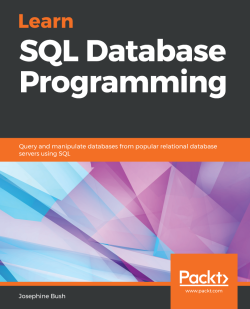 Learn
SQL Database
Programming
Query and manipulate databases from popular relational database
servers using SQL
Packt>
www.packt.com
Josephine Bush